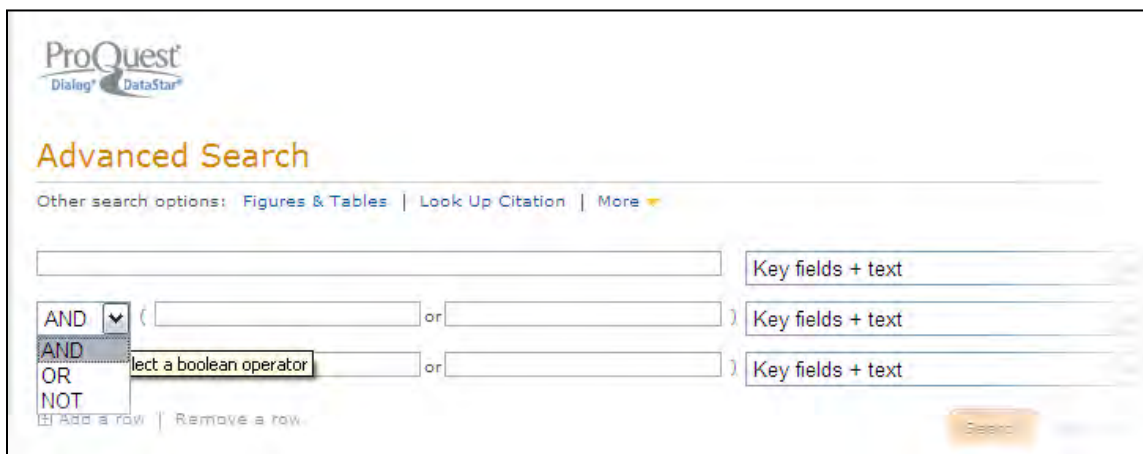 ProQuest
Dialog® DataStar®
Advanced Search
Other search options: Figures & Tables | Look Up Citation | More
Key fields + text
AND ( or ) Key fields + text
AND
lect a boolean operator or ) Key fields + text
OR
NOT
Add a row | Remove a row
Search